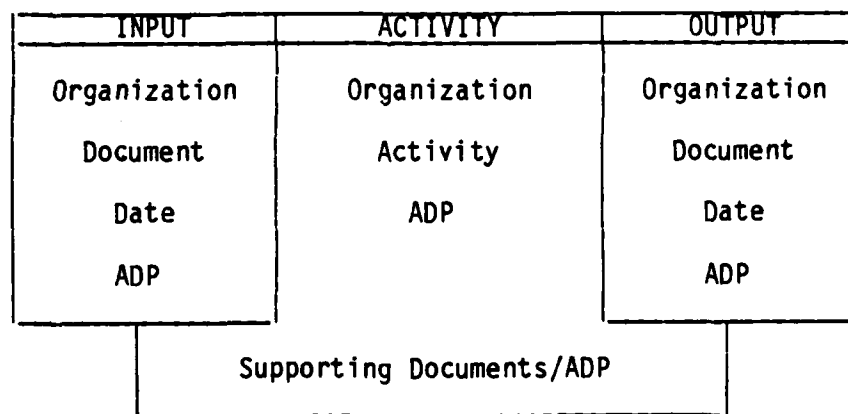 INPUT ACTIVITY OUTPUT
Organization Organization Organization
Document Activity Document
Date ADP Date
ADP ADP
Supporting Documents/ADP